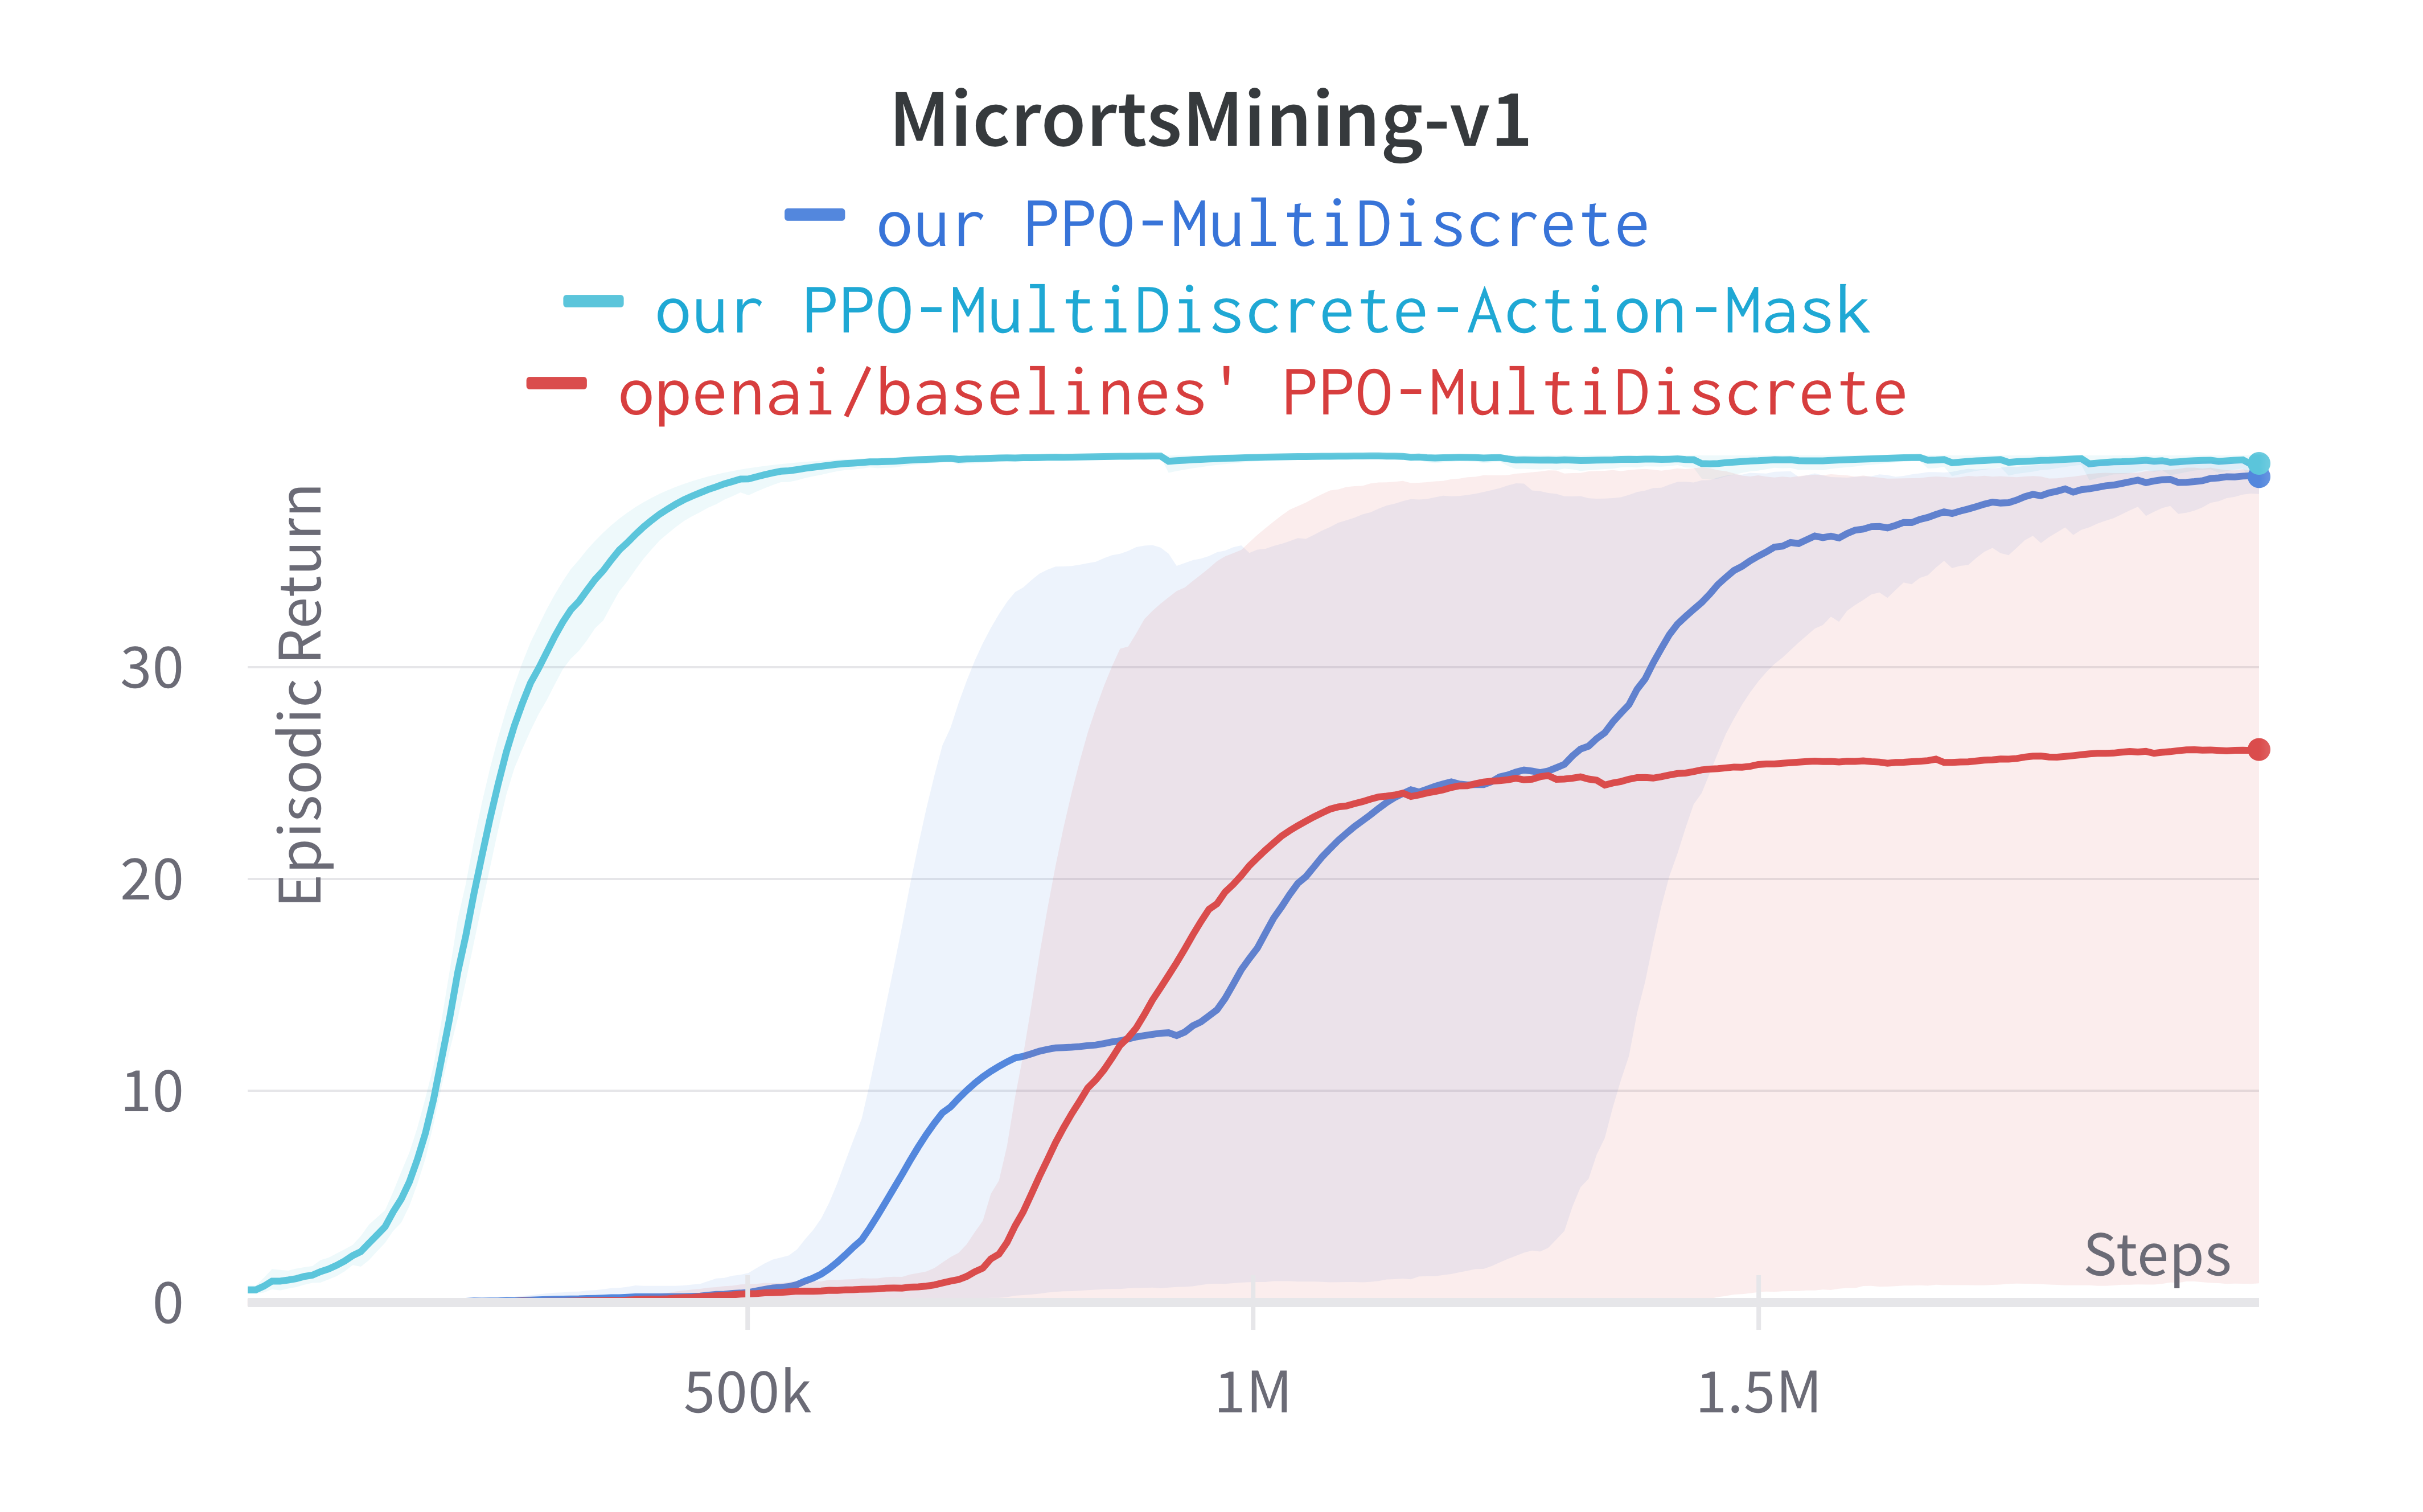 MicrortsMining-v1
our PPO-MultiDiscrete
our PPO-MultiDiscrete-Action-Mask
openai/baselines' PPO-MultiDiscrete
Episodic Return
30
20
10
0
Steps
500k
1M
1.5M